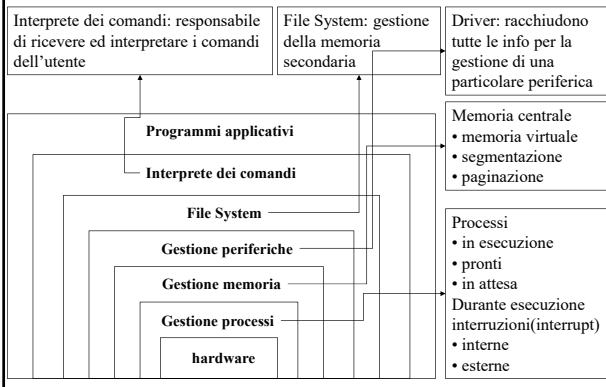 Interprete dei comandi: responsabile
di ricevere ed interpretare i comandi
dell'utente
File System: gestione
della memoria
secondaria
Driver: racchiudono
tutte le info per la
gestione di una
particolare periferica
Programmi applicativi
Interprete dei comandi
File System
Gestione periferiche
Gestione memoria
Gestione processi
hardware
Memoria centrale
• memoria virtuale
• segmentazione
• paginazione
Processi
• in esecuzione
• pronti
• in attesa
Durante esecuzione
interruzioni(interrupt)
• interne
• esterne